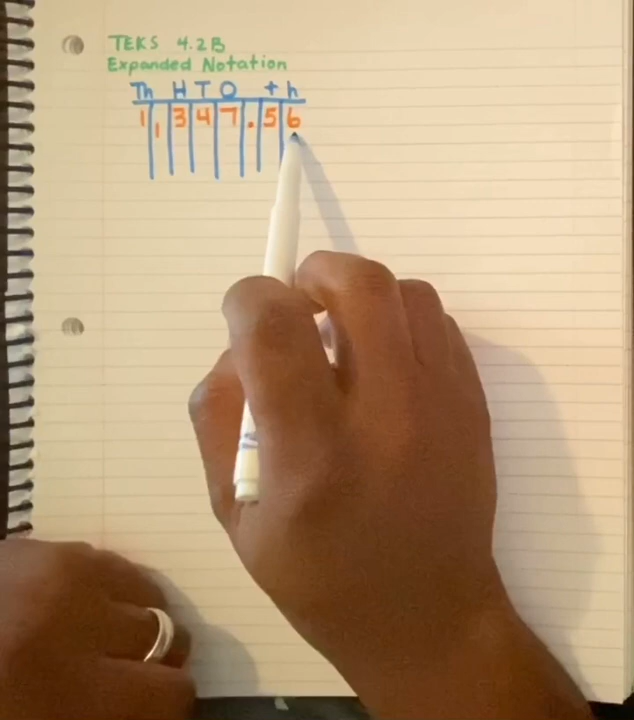 TEKS 4.2B
Expanded Notation
Th H T O t h
1,347.56